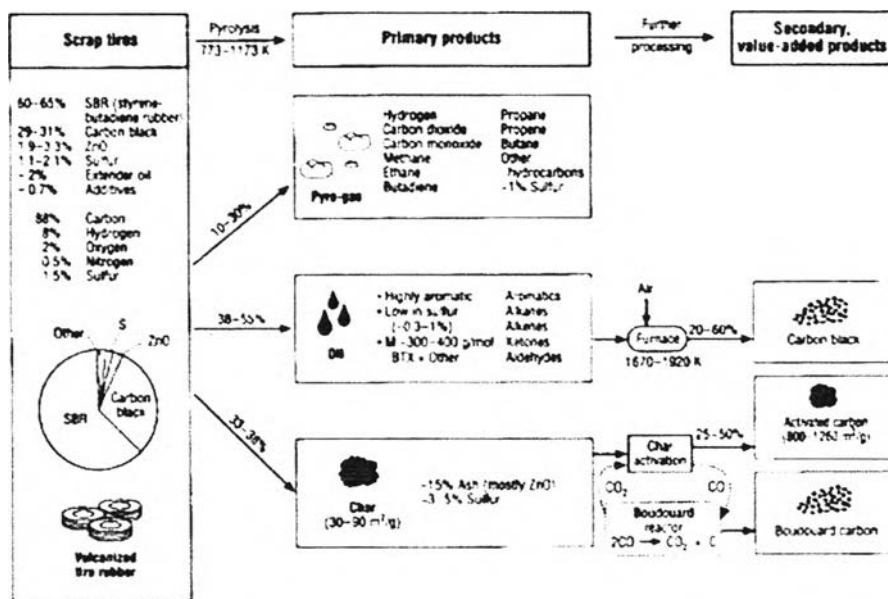 Scrap tires
Pyrolysis
773-1173 K
Primary products
Further
processing
Secondary,
value-added products
60-65% SBR (styrene-
butadiene rubber)
29-31% Carbon black
1.9-3.3% ZnO
1.1-2.1% Sulfur
~ 2% Extender oil
~ 0.7% Additives
88% Carbon
8% Hydrogen
2% Oxygen
0.5% Nitrogen
1.5% Sulfur
Other
S
ZnO
SBR
Carbon
black
Vulcanized
tire rubber
10-30%
38-55%
33-38%
Hydrogen Propane
Carbon dioxide Propene
Carbon monoxide Butane
Methane Other
Ethane hydrocarbons
Butadiene ~1% Sulfur
Pyro-gas
• Highly aromatic Aromatics
• Low in sulfur Alkanes
(~0.3-1%) Alkenes
• M ~300-400 g/mol Ketones
BTX + Other Aldehydes
Oil
Air
Furnace
1670-1920 K
20-60%
Carbon black
~15% Ash (mostly ZnO)
~3-5% Sulfur
Char
(30-90 m²/g)
Char
activation
25-50%
Activated carbon
(800-1260 m²/g)
CO₂ CO
Boudouard
reactor
2CO → CO₂ + C
Boudouard carbon